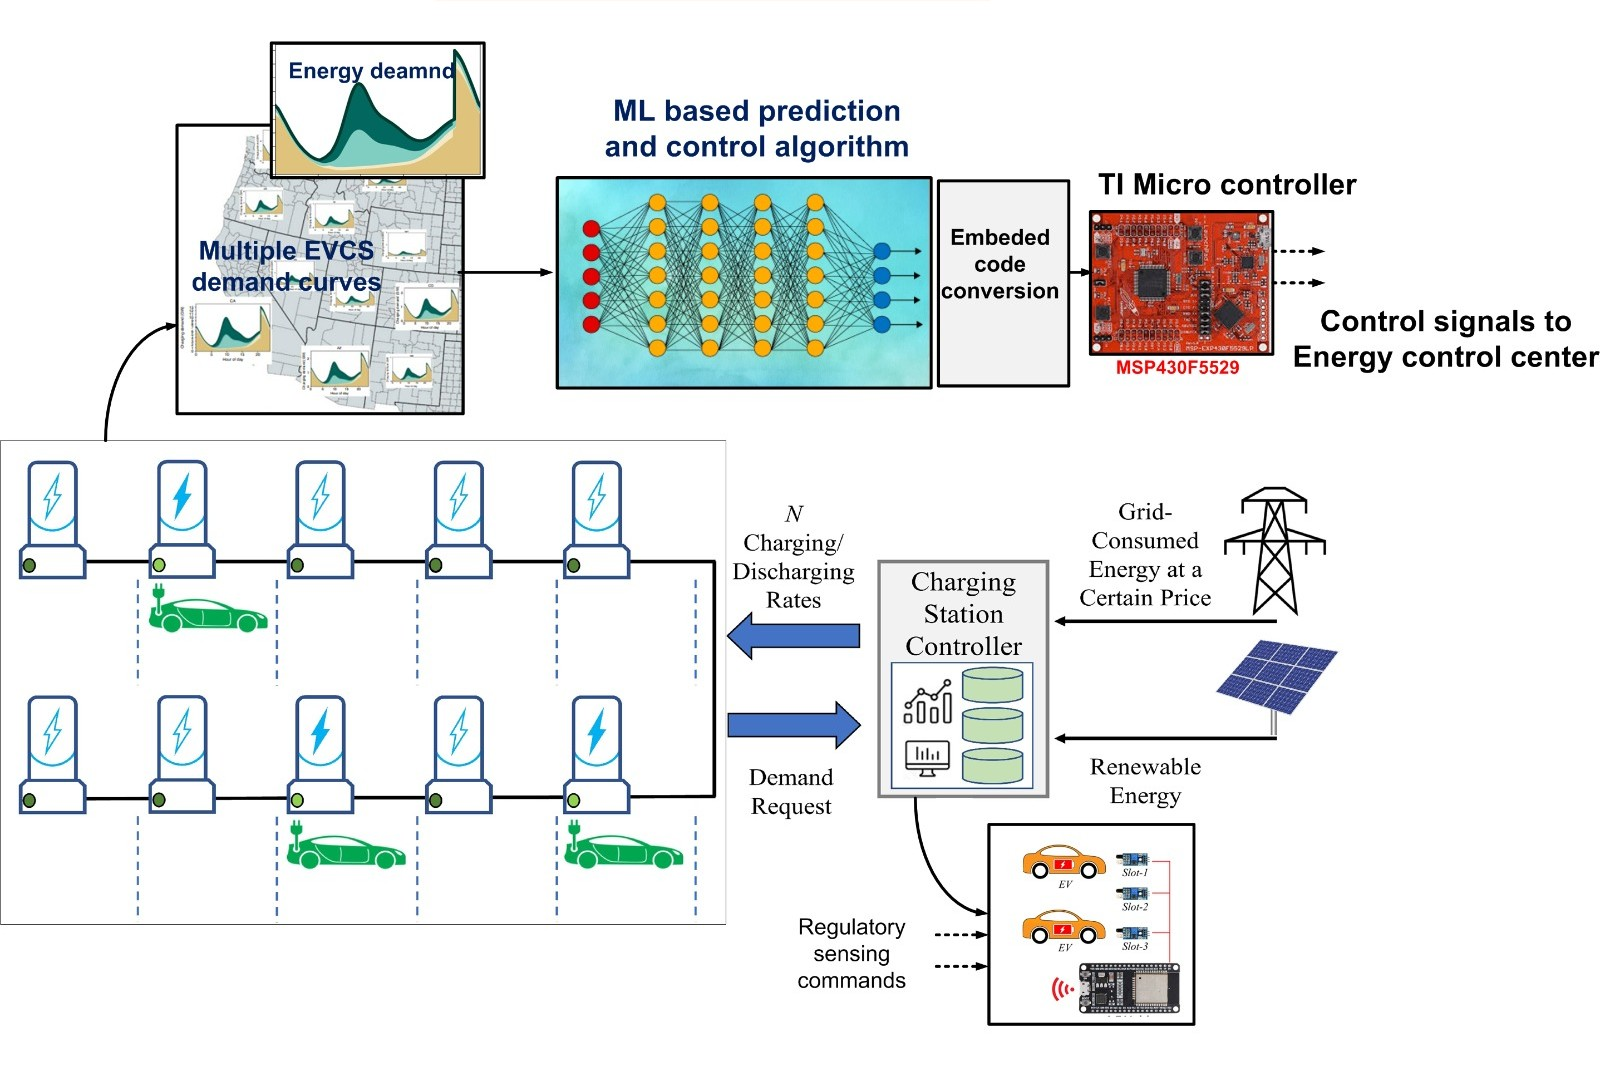 Energy deamnd
Multiple EVCS
demand curves
ML based prediction
and control algorithm
Embeded
code
conversion
TI Micro controller
MSP430F5529
Control signals to
Energy control center
N
Charging/
Discharging
Rates
Demand
Request
Charging
Station
Controller
Grid-
Consumed
Energy at a
Certain Price
Renewable
Energy
Regulatory
sensing
commands
EV
Slot-1
Slot-2
EV
Slot-3